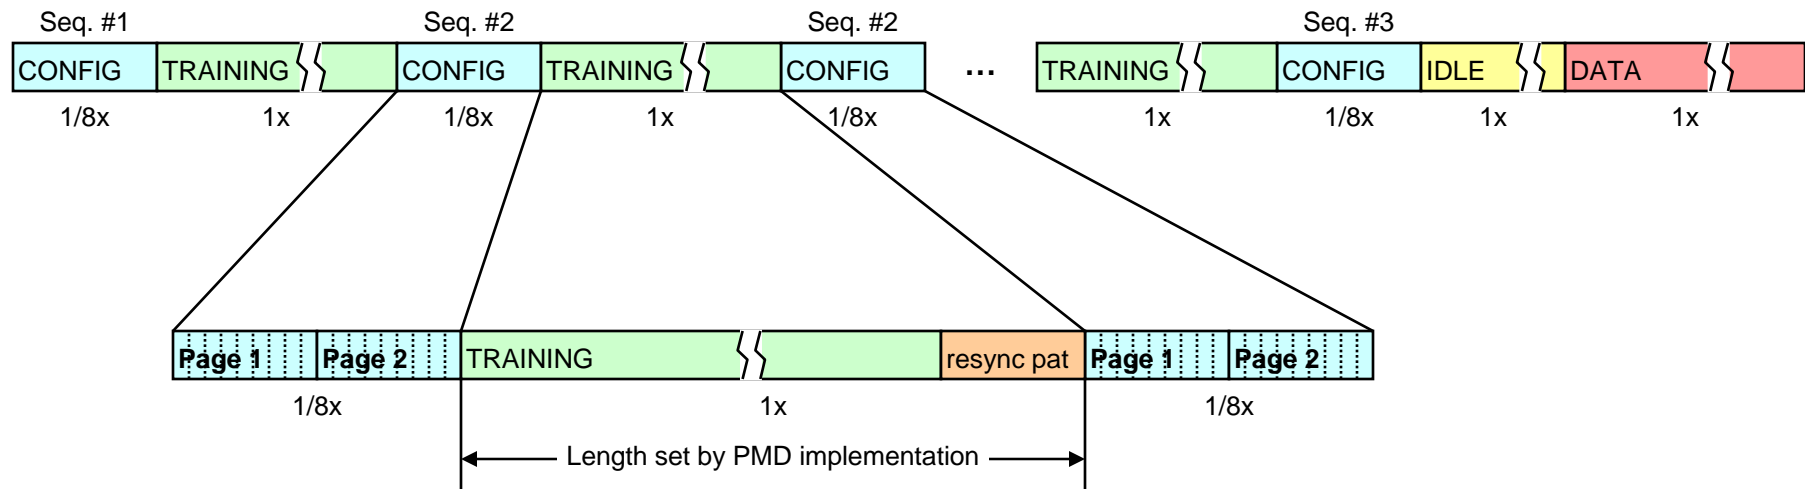 Seq. #1 Seq. #2 Seq. #2 Seq. #3
CONFIG TRAINING CONFIG TRAINING CONFIG ... TRAINING CONFIG IDLE DATA
1/8x 1x 1/8x 1x 1/8x 1x 1/8x 1x 1x
Page 1 Page 2 TRAINING resync pat Page 1 Page 2
1/8x 1x 1/8x
Length set by PMD implementation